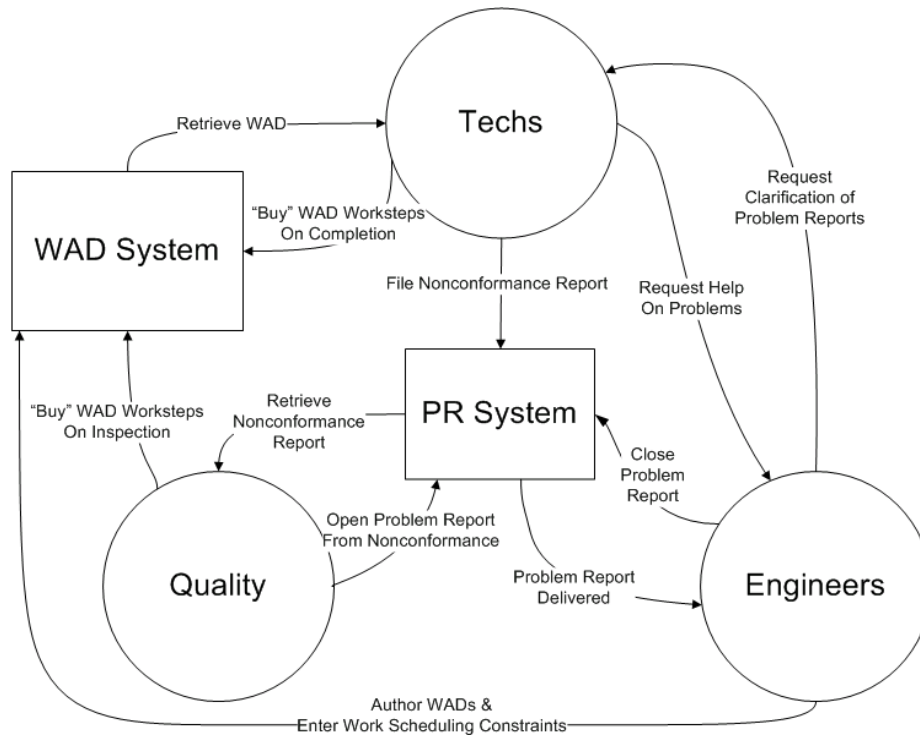 Techs
Retrieve WAD
Request
Clarification of
Problem Reports
"Buy" WAD Worksteps
On Completion
WAD System
File Nonconformance Report
Request Help
On Problems
"Buy" WAD Worksteps
On Inspection
Retrieve
Nonconformance
Report
PR System
Close
Problem
Report
Open Problem Report
From Nonconformance
Quality
Problem Report
Delivered
Engineers
Author WADs &
Enter Work Scheduling Constraints